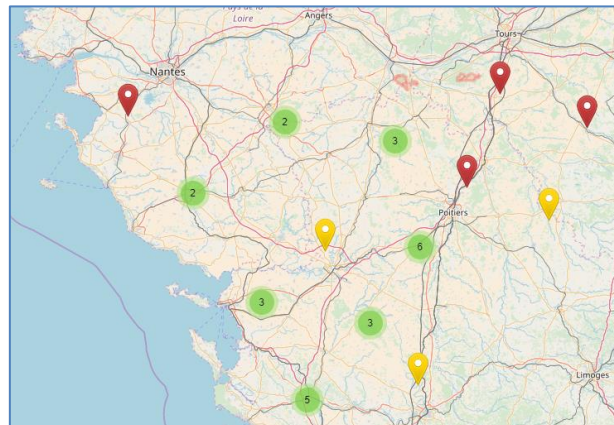 Pays de la
Loire
Angers
Tours
Nantes
2
3
2
Poitiers
6
3
3
Limoges
5